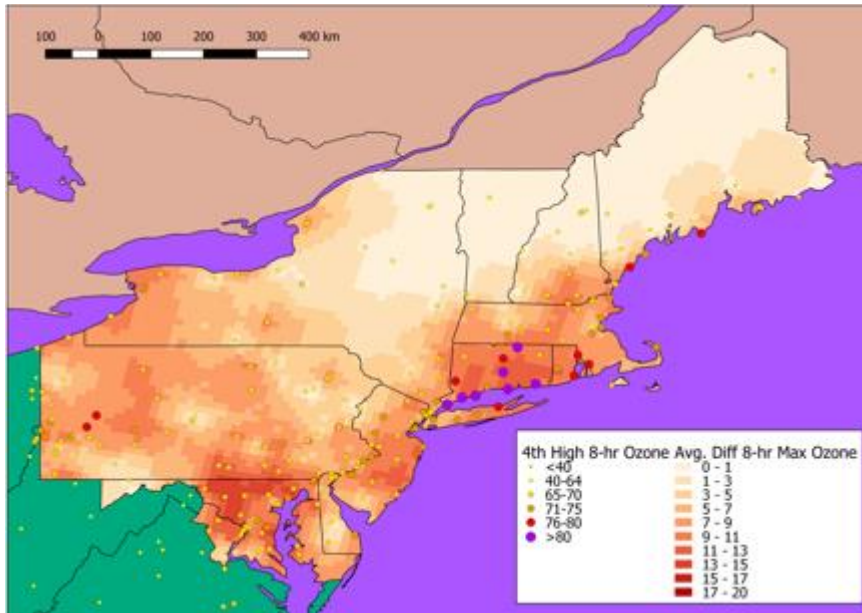 100 0 100 200 300 400 km
4th High 8-hr Ozone Avg. Diff 8-hr Max Ozone
<40 0 - 1
40-64 1 - 3
65-70 3 - 5
71-75 5 - 7
76-80 7 - 9
>80 9 - 11
11 - 13
13 - 15
15 - 17
17 - 20